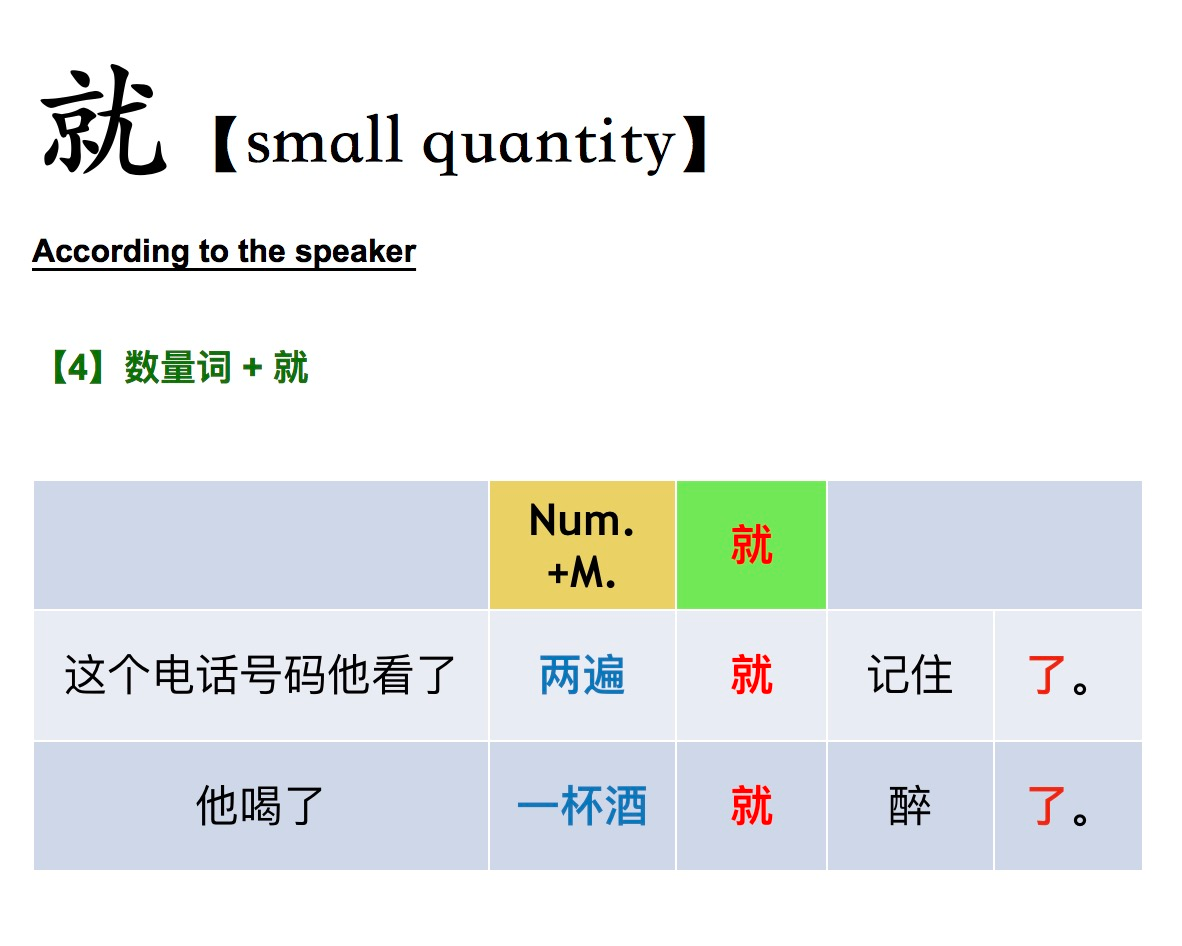 就【small quantity】
According to the speaker
【4】数量词 + 就
Num. 就
+M.
这个电话号码他看了 两遍 就 记住 了。
他喝了 一杯酒 就 醉 了。